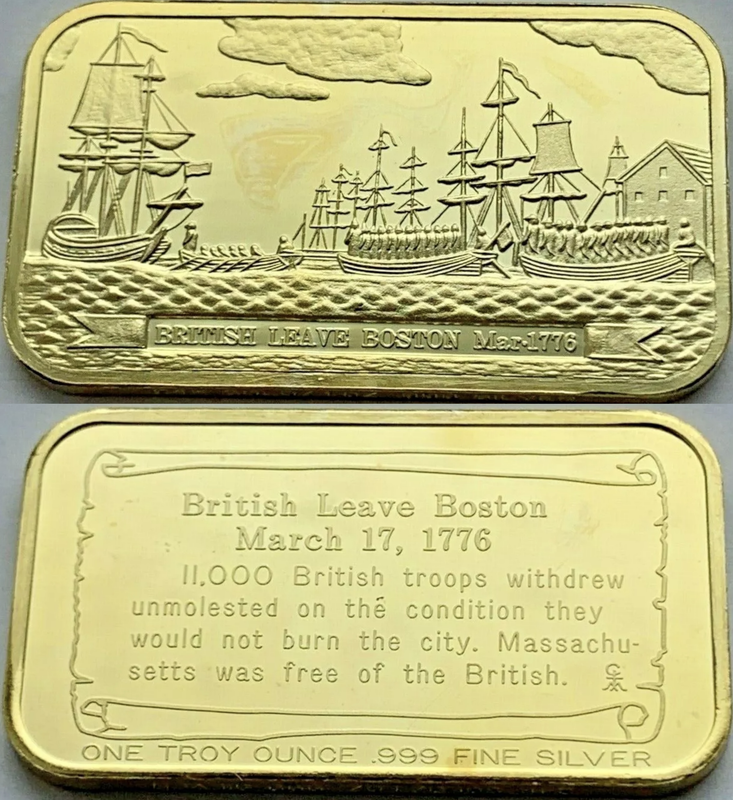 BRITISH LEAVE BOSTON Mar-1776
British Leave Boston
March 17, 1776
11,000 British troops withdrew
unmolested on the condition they
would not burn the city. Massachu-
setts was free of the British.
ONE TROY OUNCE .999 FINE SILVER